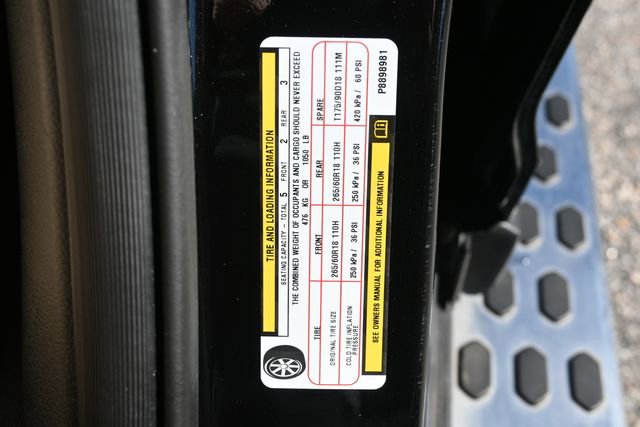 TIRE AND LOADING INFORMATION
SEATING CAPACITY - TOTAL 5 FRONT 2 REAR 3
THE COMBINED WEIGHT OF OCCUPANTS AND CARGO SHOULD NEVER EXCEED
476 KG OR 1050 LB
TIRE FRONT REAR SPARE
ORIGINAL TIRE SIZE 265/60R18 110H 265/60R18 110H T175/90D18 111M
COLD TIRE INFLATION PRESSURE 250 kPa / 36 PSI 250 kPa / 36 PSI 420 kPa / 60 PSI
SEE OWNERS MANUAL FOR ADDITIONAL INFORMATION
P8898981